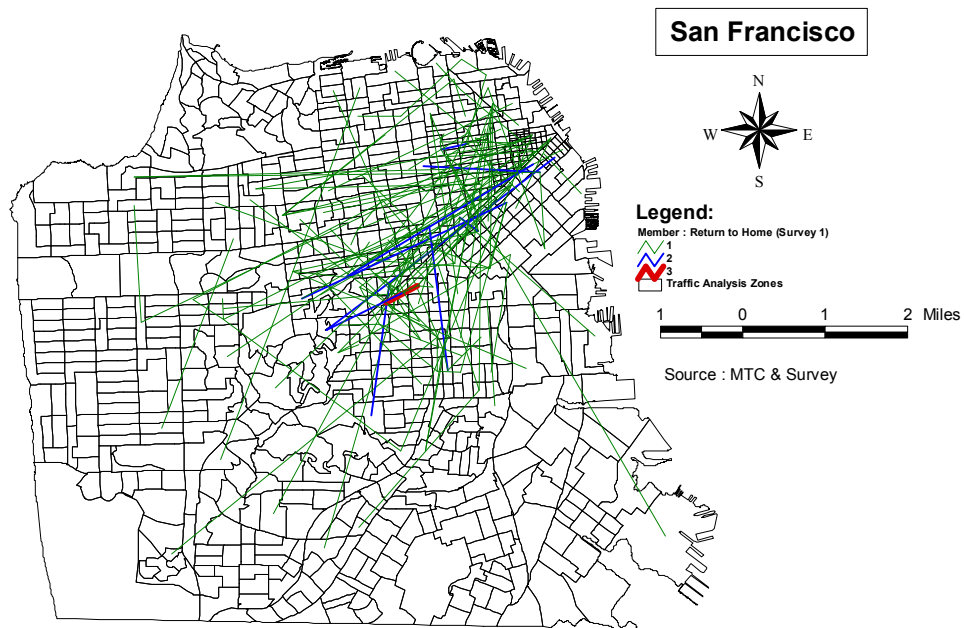 San Francisco
N
W E
S
Legend:
Member : Return to Home (Survey 1)
1
2
3
Traffic Analysis Zones
1 0 1 2 Miles
Source : MTC & Survey